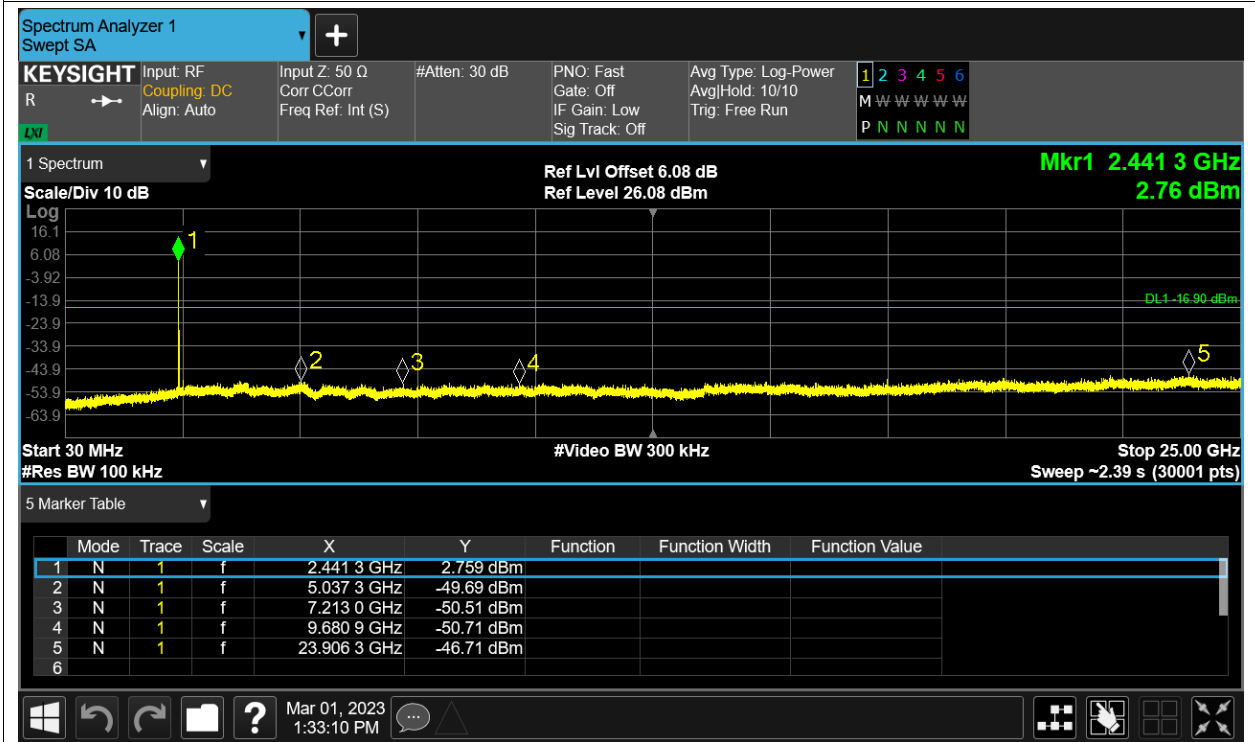 Spectrum Analyzer 1
Swept SA
KEYSIGHT
R
LXI
Input: RF
Coupling: DC
Align: Auto
Input Z: 50 Ω
Corr CCorr
Freq Ref: Int (S)
#Atten: 30 dB
PNO: Fast
Gate: Off
IF Gain: Low
Sig Track: Off
Avg Type: Log-Power
Avg|Hold: 10/10
Trig: Free Run
1 2 3 4 5 6
M W W W W W
P N N N N N
1 Spectrum
Scale/Div 10 dB
Ref Lvl Offset 6.08 dB
Ref Level 26.08 dBm
Mkr1 2.441 3 GHz
2.76 dBm
Log
16.1
6.08
-3.92
-13.9
-23.9
-33.9
-43.9
-53.9
-63.9
1
2
3
4
5
DL1 -16.90 dBm
Start 30 MHz
#Video BW 300 kHz
Stop 25.00 GHz
#Res BW 100 kHz
Sweep ~2.39 s (30001 pts)
5 Marker Table
Mode Trace Scale X Y Function Function Width Function Value
1 N 1 f 2.441 3 GHz 2.759 dBm
2 N 1 f 5.037 3 GHz -49.69 dBm
3 N 1 f 7.213 0 GHz -50.51 dBm
4 N 1 f 9.680 9 GHz -50.71 dBm
5 N 1 f 23.906 3 GHz -46.71 dBm
6
?
Mar 01, 2023
1:33:10 PM